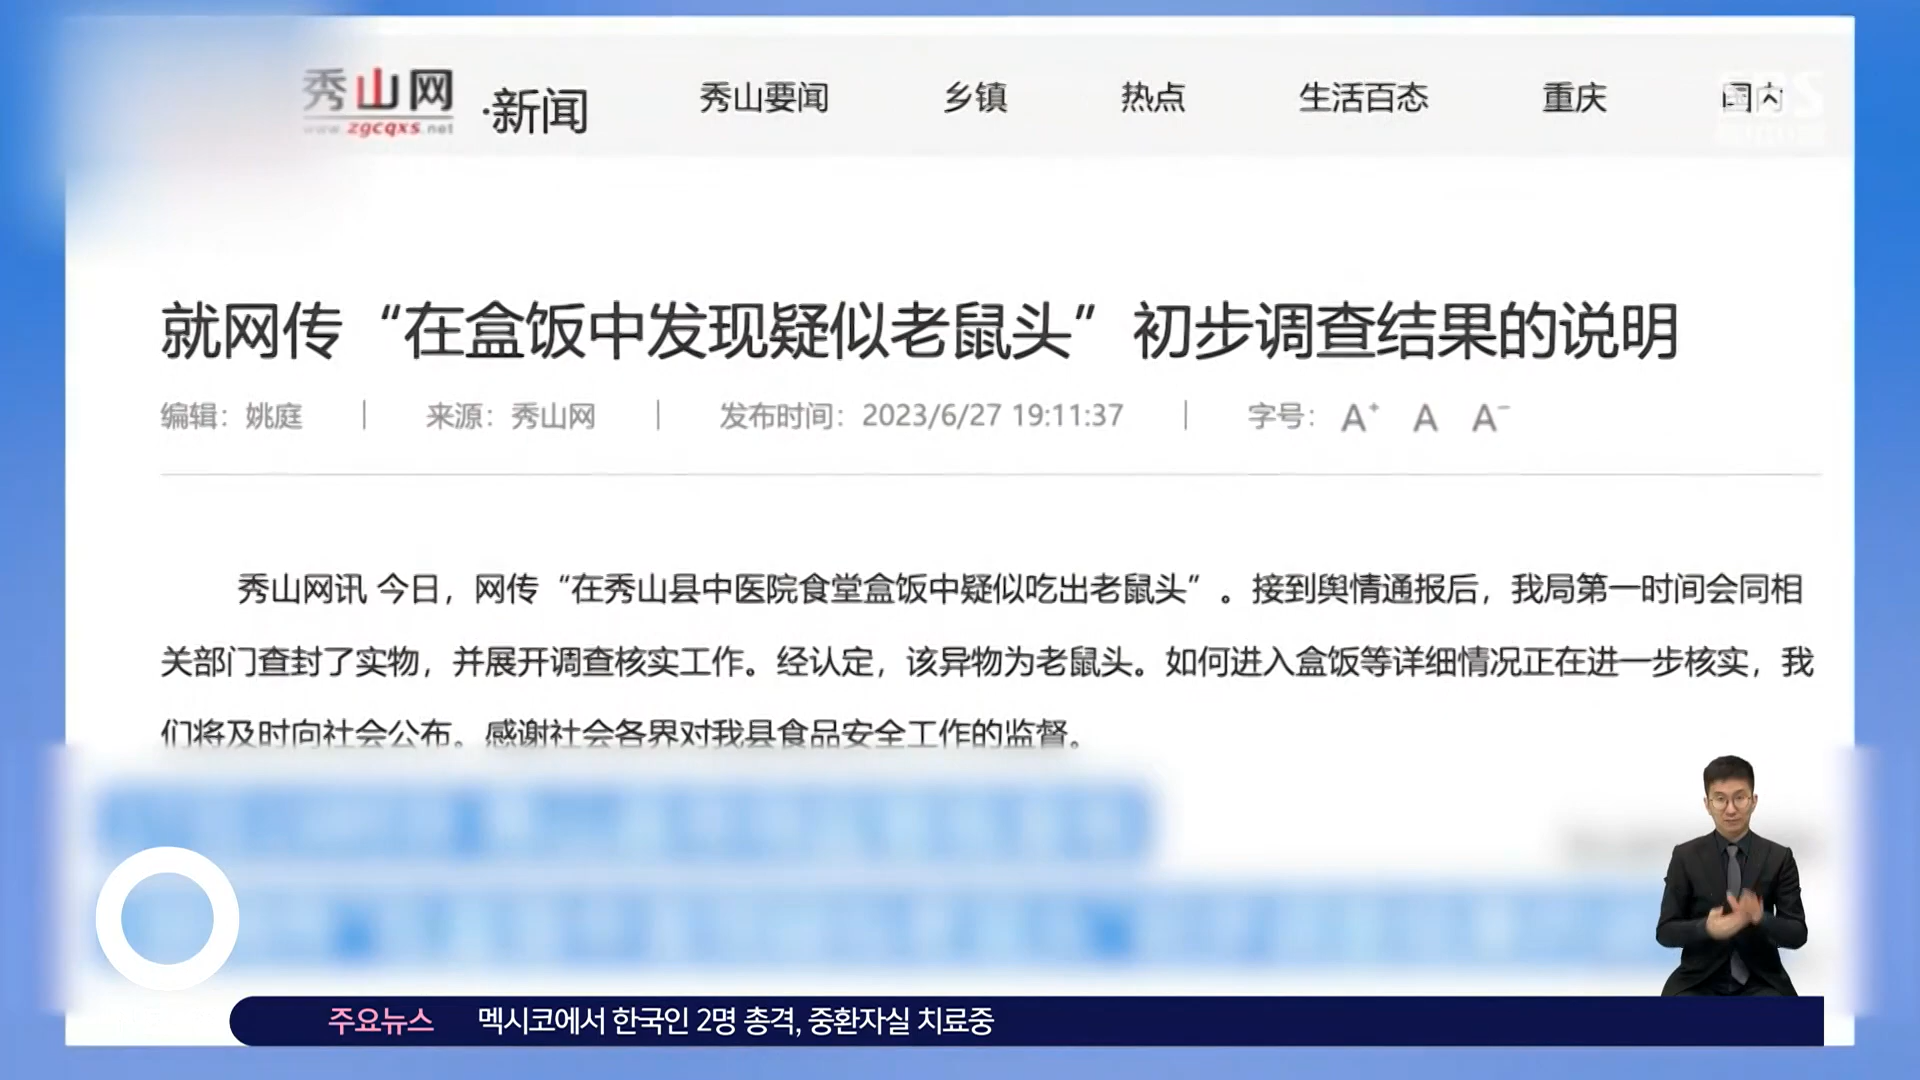 秀山网 ·新闻 秀山要闻 乡镇 热点 生活百态 重庆 国内
www.zgcqxs.net
SBS
就网传“在盒饭中发现疑似老鼠头”初步调查结果的说明
编辑：姚庭 | 来源：秀山网 | 发布时间：2023/6/27 19:11:37 | 字号： A⁺ A A⁻
秀山网讯 今日，网传“在秀山县中医院食堂盒饭中疑似吃出老鼠头”。接到舆情通报后，我局第一时间会同相
关部门查封了实物，并展开调查核实工作。经认定，该异物为老鼠头。如何进入盒饭等详细情况正在进一步核实，我
们将及时向社会公布。感谢社会各界对我县食品安全工作的监督。
주요뉴스 멕시코에서 한국인 2명 총격, 중환자실 치료중